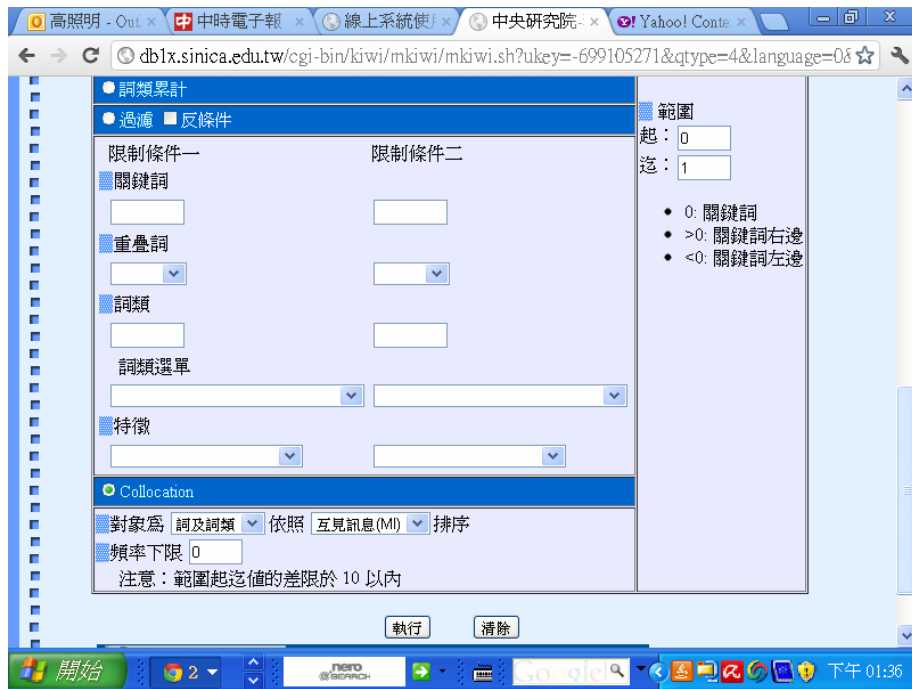 高照明 - Out
中時電子報
線上系統使
中央研究院-
Yahoo! Conte
db1x.sinica.edu.tw/cgi-bin/kiwi/mkiwi/mkiwi.sh?ukey=-699105271&qtype=4&language=0&
詞類累計
過濾 反條件
限制條件一 限制條件二
關鍵詞
重疊詞
詞類
詞類選單
特徵
Collocation
對象為 詞及詞類 依照 互見訊息(MI) 排序
頻率下限 0
注意：範圍起迄值的差限於 10 以內
範圍
起： 0
迄： 1
• 0: 關鍵詞
• >0: 關鍵詞右邊
• <0: 關鍵詞左邊
執行 清除
開始 2 nero SEARCH Google 下午 01:36